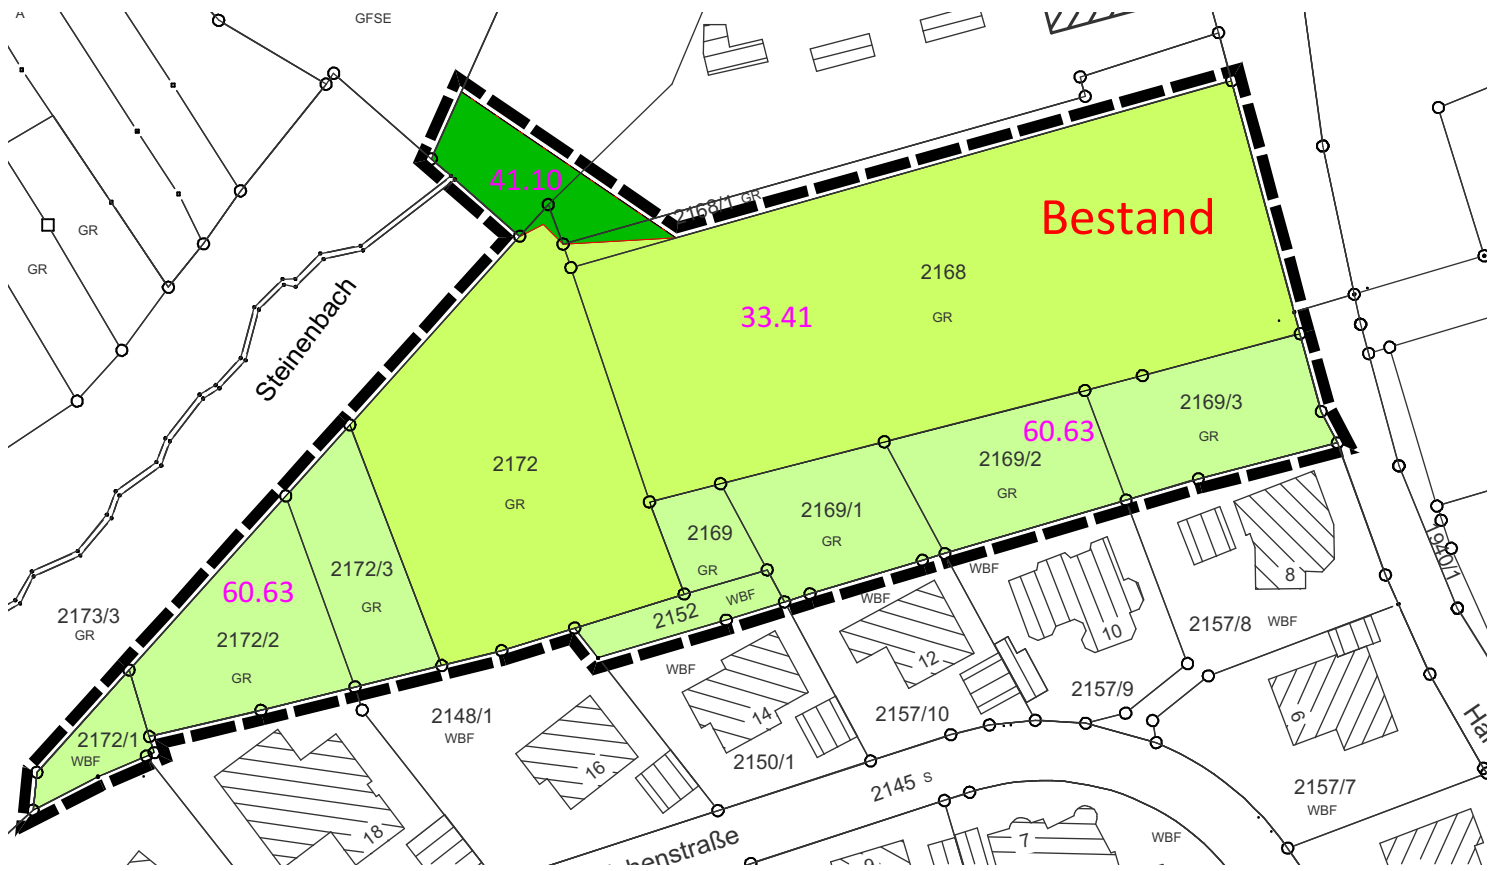 A
GFSE
GR
GR
41.10
2168/1 GR
Bestand
2168
GR
33.41
Steinenbach
2169/3
GR
60.63
2169/2
GR
2172
GR
2169/1
GR
2169
GR
2172/3
GR
60.63
2172/2
GR
2173/3
GR
2152
WBF
WBF
WBF
WBF
8
10
12
14
16
18
6
7
2157/8 WBF
1940/1
2157/9
2157/10
2148/1
WBF
2172/1
WBF
2150/1
2145 S
2157/7
WBF
WBF